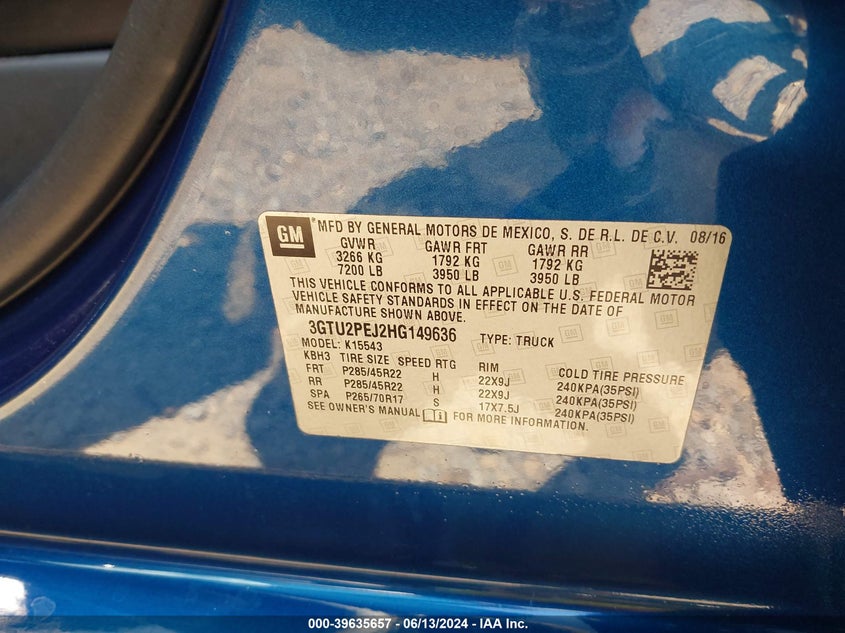 GM
MFD BY GENERAL MOTORS DE MEXICO, S. DE R.L. DE C.V. 08/16
GVWR GAWR FRT GAWR RR
3266 KG 1792 KG 1792 KG
7200 LB 3950 LB 3950 LB
THIS VEHICLE CONFORMS TO ALL APPLICABLE U.S. FEDERAL MOTOR
VEHICLE SAFETY STANDARDS IN EFFECT ON THE DATE OF
MANUFACTURE SHOWN ABOVE.
3GTU2PEJ2HG149636 TYPE: TRUCK
MODEL: K15543
KBH3 TIRE SIZE SPEED RTG RIM COLD TIRE PRESSURE
FRT P285/45R22 H 22X9J 240KPA(35PSI)
RR P285/45R22 H 22X9J 240KPA(35PSI)
SPA P265/70R17 S 17X7.5J 240KPA(35PSI)
SEE OWNER'S MANUAL FOR MORE INFORMATION.
000-39635657 - 06/13/2024 - IAA Inc.